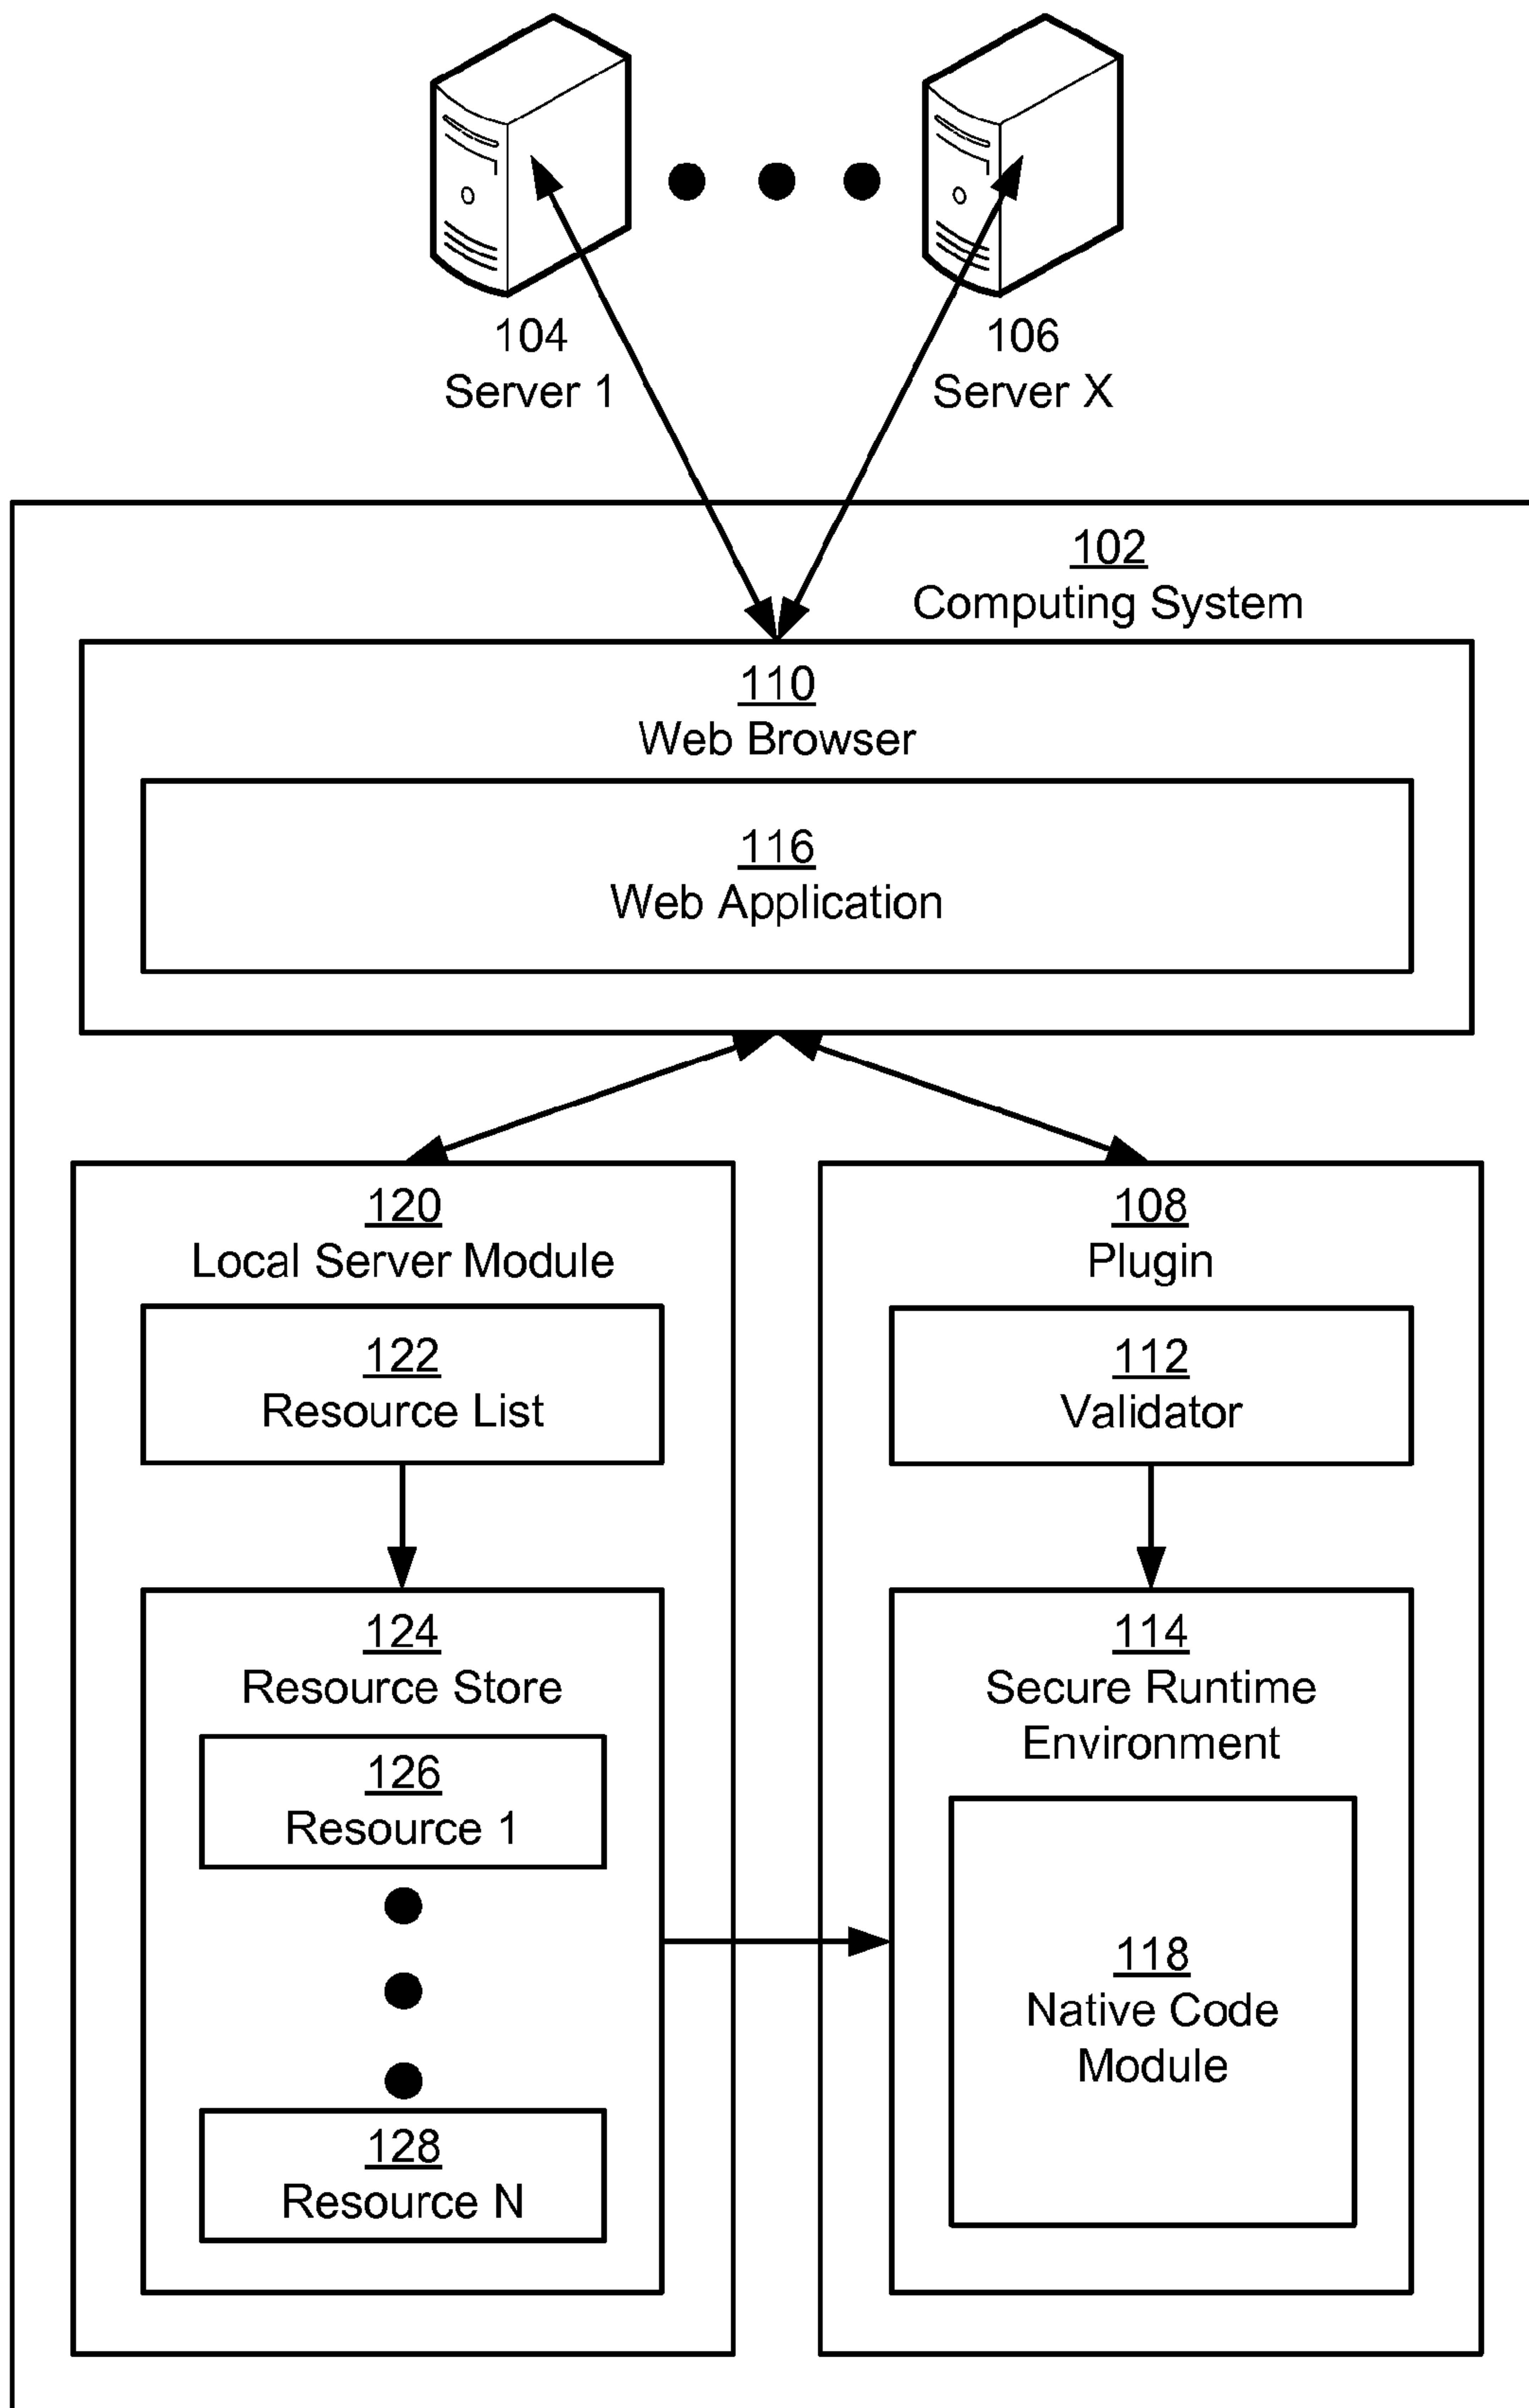 104
Server 1
106
Server X
102
Computing System
110
Web Browser
116
Web Application
120
Local Server Module
122
Resource List
124
Resource Store
126
Resource 1
128
Resource N
108
Plugin
112
Validator
114
Secure Runtime
Environment
118
Native Code
Module